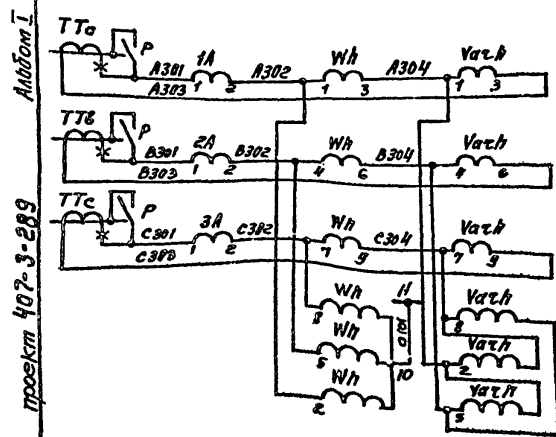 Альбом I
проект 407-3-289
ТТа
Р
А301
1А
А302
Wh
А304
Varh
А303
1 2
1 3
1 3
ТТв
Р
В301
2А
В302
Wh
В304
Varh
В303
1 2
4 6
4 6
ТТс
Р
С301
3А
С302
Wh
С304
Varh
1 2
7 9
7 9
Wh
Н
Varh
8
8
Wh
Varh
5
10
2
Wh
Varh
2
5